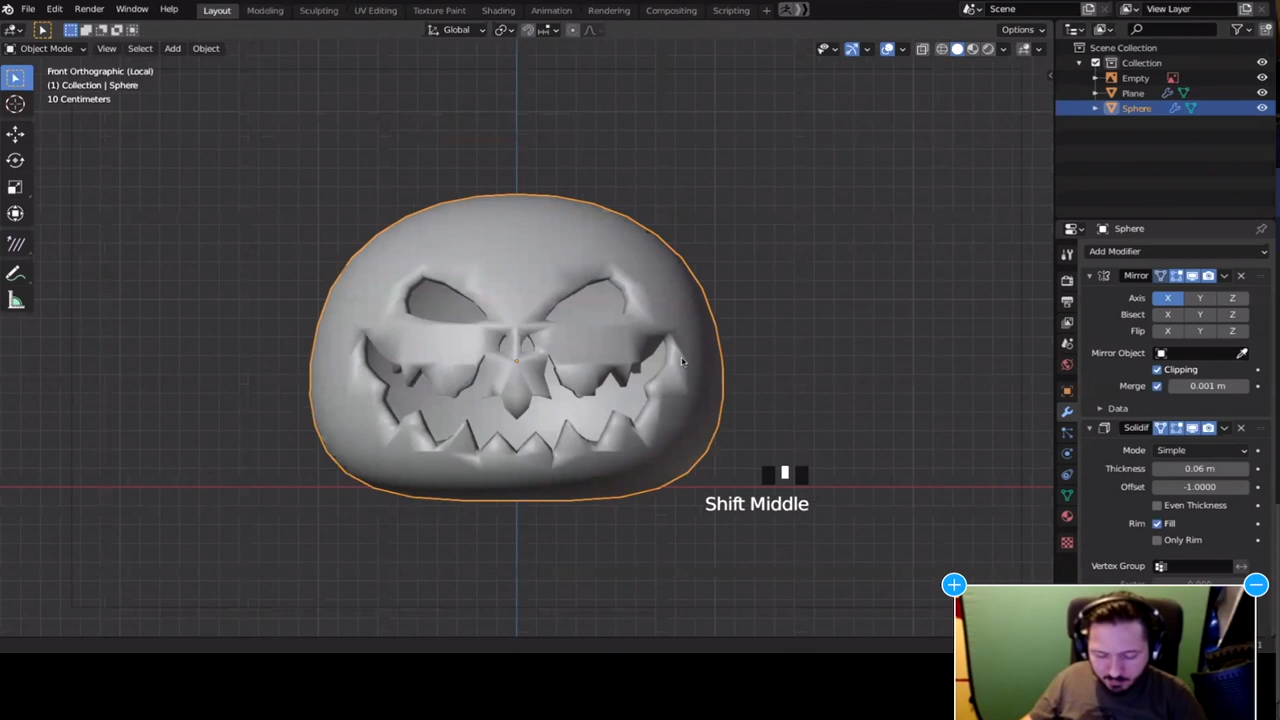 File Edit Render Window Help Layout Modeling Sculpting UV Editing Texture Paint Shading Animation Rendering Compositing Scripting + Scene View Layer
Global Options
Object Mode View Select Add Object
Front Orthographic (Local)
(1) Collection | Sphere
10 Centimeters
Scene Collection
Collection
Empty
Plane
Sphere
Sphere
Add Modifier
Mirror
Axis X Y Z
Bisect X Y Z
Flip X Y Z
Mirror Object
Clipping
Merge 0.001 m
Data
Solidif
Mode Simple
Thickness 0.06 m
Offset -1.0000
Even Thickness
Rim Fill
Only Rim
Vertex Group
Shift Middle